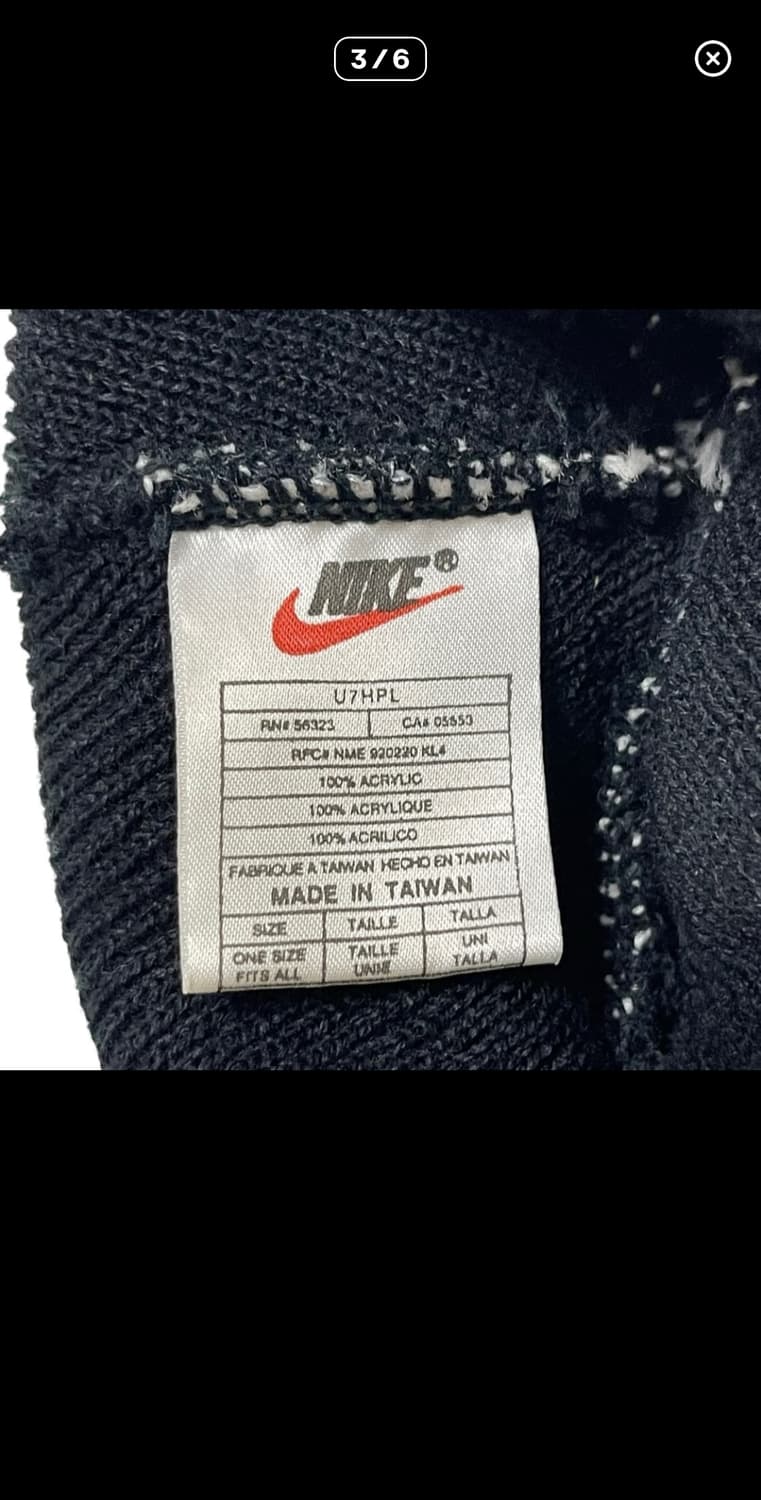 3/6
NIKE®
U7HPL
RN# 56323 CA# 05553
RFC# NME 920220 KL4
100% ACRYLIC
100% ACRYLIQUE
100% ACRILICO
FABRIQUE A TAIWAN HECHO EN TAIWAN
MADE IN TAIWAN
SIZE TAILLE TALLA
ONE SIZE FITS ALL TAILLE UNIE UNI TALLA